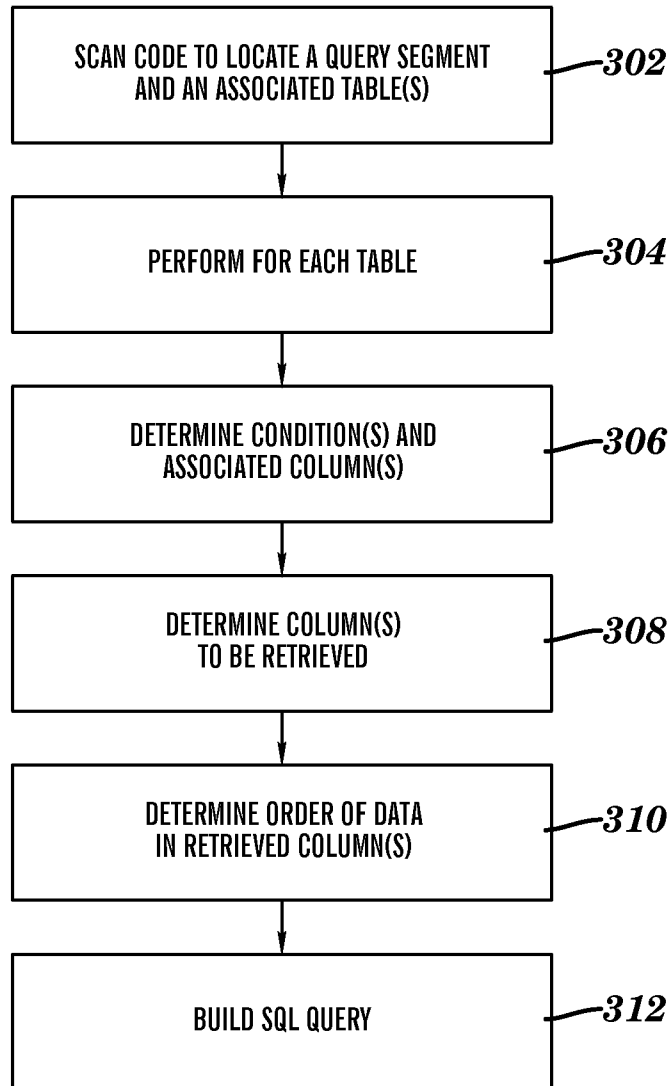 SCAN CODE TO LOCATE A QUERY SEGMENT
AND AN ASSOCIATED TABLE(S)
302
PERFORM FOR EACH TABLE
304
DETERMINE CONDITION(S) AND
ASSOCIATED COLUMN(S)
306
DETERMINE COLUMN(S)
TO BE RETRIEVED
308
DETERMINE ORDER OF DATA
IN RETRIEVED COLUMN(S)
310
BUILD SQL QUERY
312